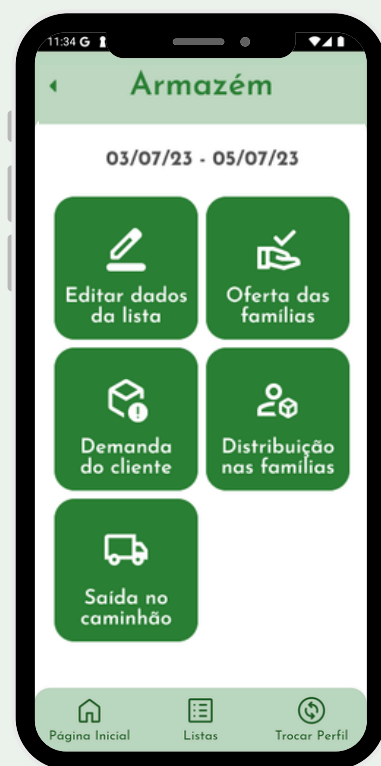 11:34 G
Armazém
03/07/23 - 05/07/23
Editar dados
da lista
Oferta das
famílias
Demanda
do cliente
Distribuição
nas famílias
Saída no
caminhão
Página Inicial
Listas
Trocar Perfil